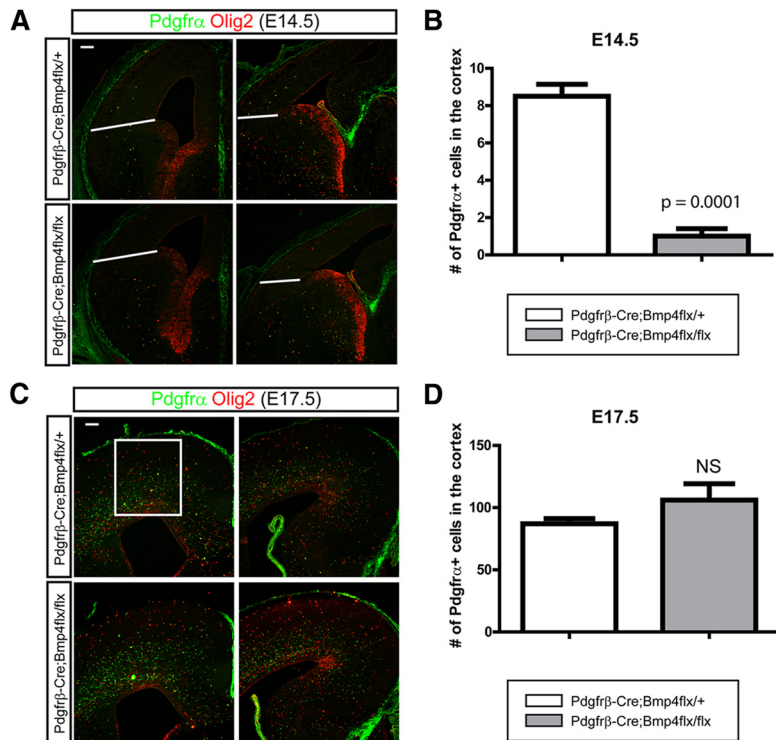 A
Pdgfrα Olig2 (E14.5)
Pdgfrβ-Cre;Bmp4flx/+
Pdgfrβ-Cre;Bmp4flx/flx
B
E14.5
# of Pdgfrα+ cells in the cortex
10
8
6
4
2
0
p = 0.0001
Pdgfrβ-Cre;Bmp4flx/+
Pdgfrβ-Cre;Bmp4flx/flx
C
Pdgfrα Olig2 (E17.5)
Pdgfrβ-Cre;Bmp4flx/+
Pdgfrβ-Cre;Bmp4flx/flx
D
E17.5
# of Pdgfrα+ cells in the cortex
150
100
50
0
NS
Pdgfrβ-Cre;Bmp4flx/+
Pdgfrβ-Cre;Bmp4flx/flx